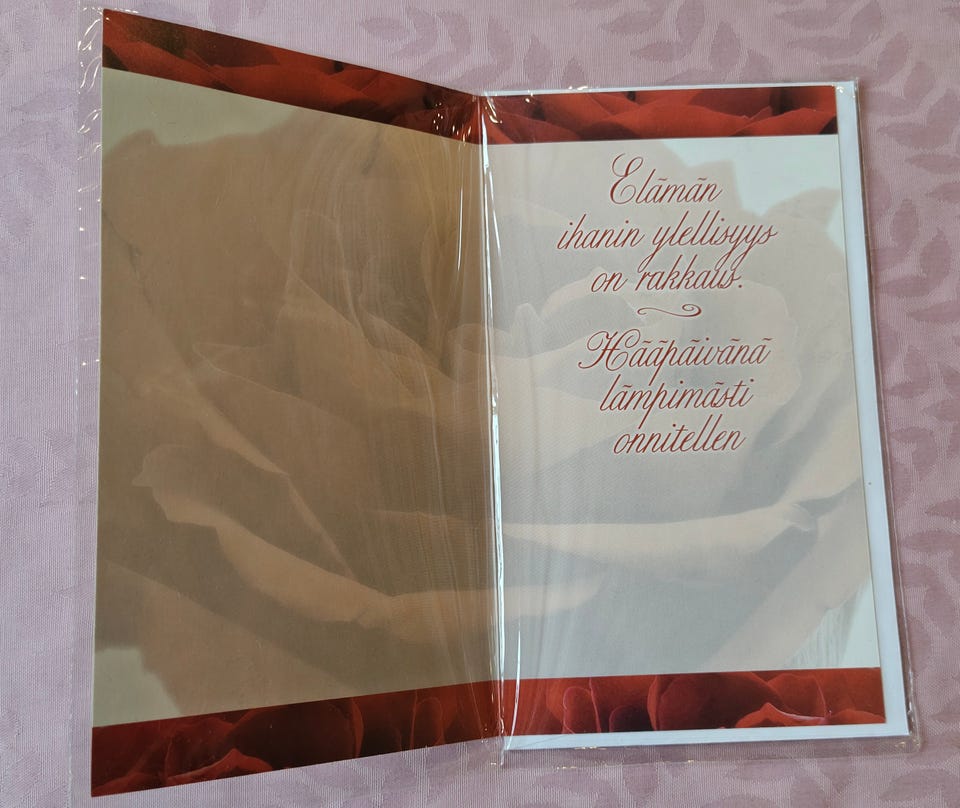 Elämän
ihanin ylellisyys
on rakkaus.
Hääpäivänä
lämpimästi
onnitellen